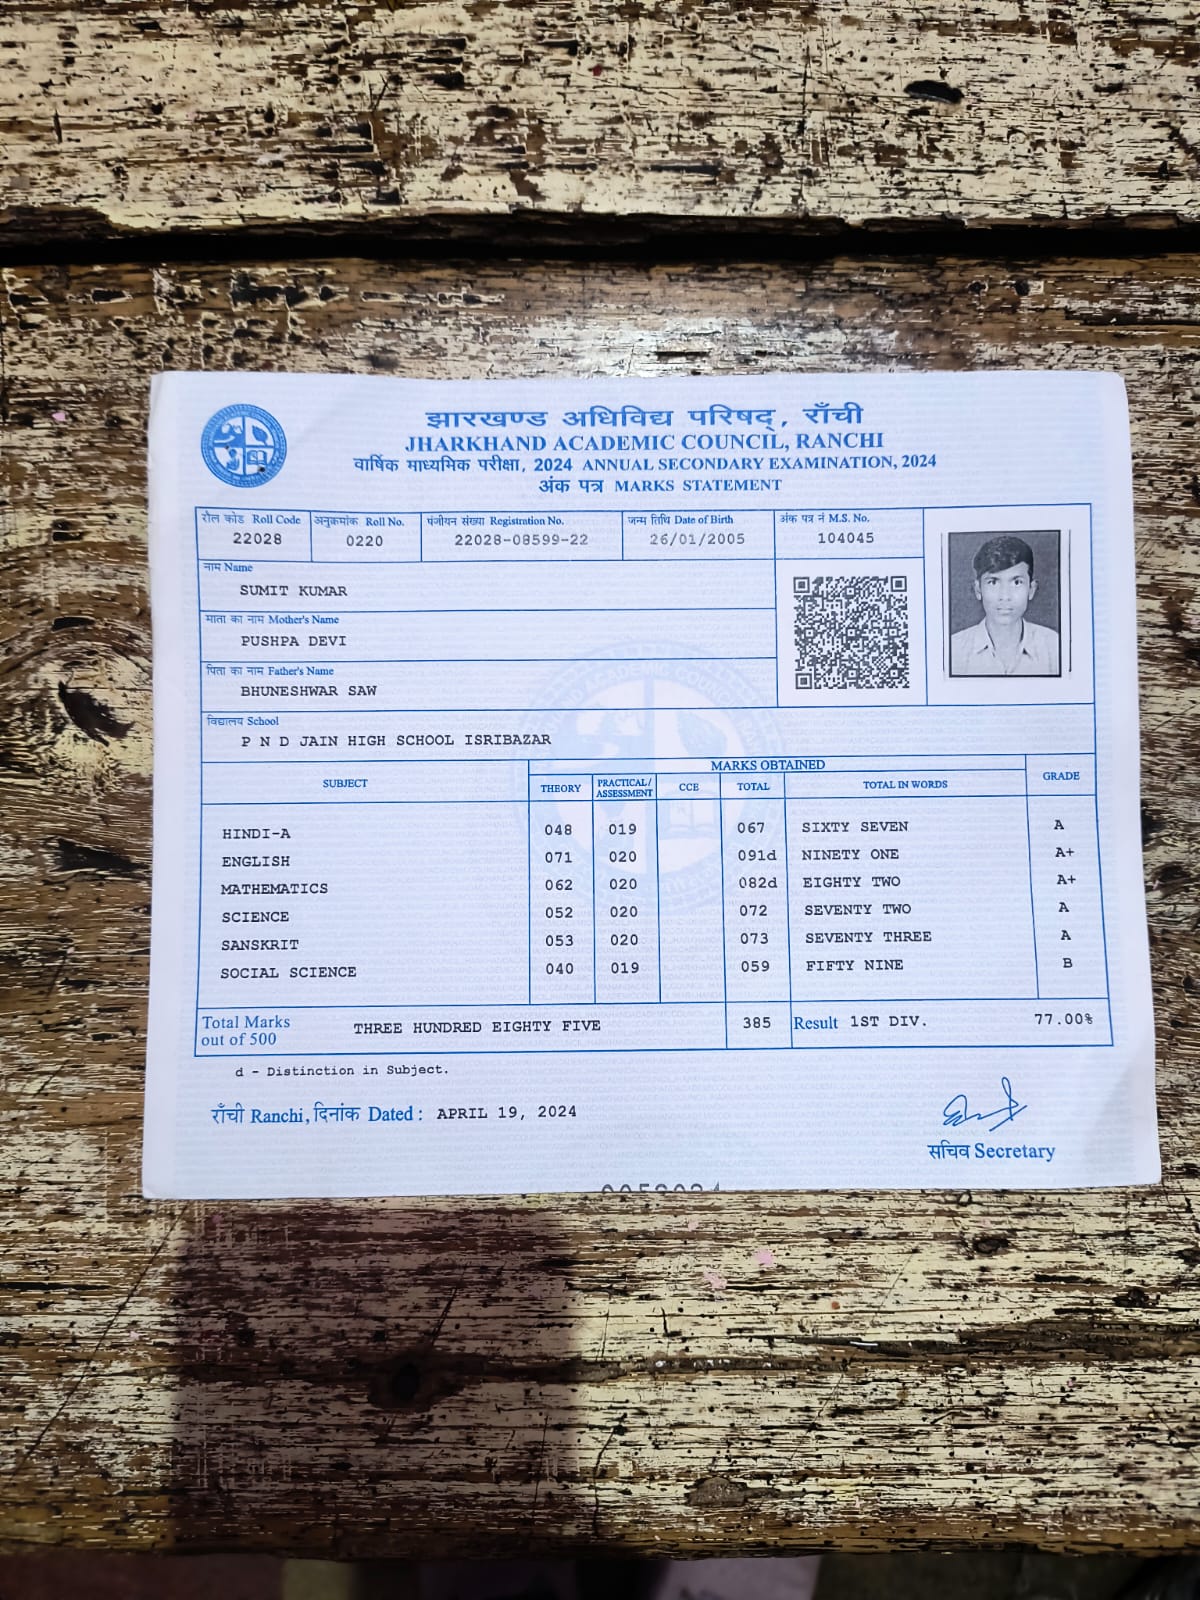 झारखण्ड अधिविद्य परिषद्, राँची
JHARKHAND ACADEMIC COUNCIL, RANCHI
वार्षिक माध्यमिक परीक्षा, 2024 ANNUAL SECONDARY EXAMINATION, 2024
अंक पत्र MARKS STATEMENT
रौल कोड Roll Code अनुक्रमांक Roll No. पंजीयन संख्या Registration No. जन्म तिथि Date of Birth अंक पत्र नं M.S. No.
22028 0220 22028-08599-22 26/01/2005 104045
नाम Name
SUMIT KUMAR
माता का नाम Mother's Name
PUSHPA DEVI
पिता का नाम Father's Name
BHUNESHWAR SAW
विद्यालय School
P N D JAIN HIGH SCHOOL ISRIBAZAR
MARKS OBTAINED
SUBJECT THEORY PRACTICAL/ ASSESSMENT CCE TOTAL TOTAL IN WORDS GRADE
HINDI-A 048 019 067 SIXTY SEVEN A
ENGLISH 071 020 091d NINETY ONE A+
MATHEMATICS 062 020 082d EIGHTY TWO A+
SCIENCE 052 020 072 SEVENTY TWO A
SANSKRIT 053 020 073 SEVENTY THREE A
SOCIAL SCIENCE 040 019 059 FIFTY NINE B
Total Marks
out of 500 THREE HUNDRED EIGHTY FIVE 385 Result 1ST DIV. 77.00%
d - Distinction in Subject.
राँची Ranchi, दिनांक Dated : APRIL 19, 2024
सचिव Secretary